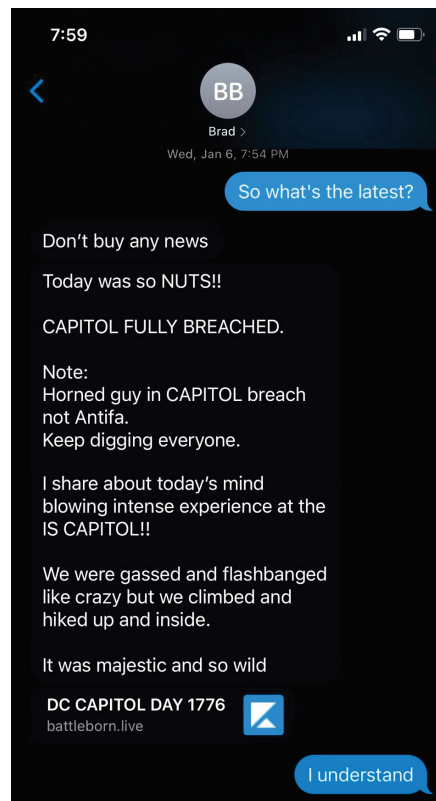 7:59
BB
Brad >
Wed, Jan 6, 7:54 PM
So what's the latest?
Don't buy any news
Today was so NUTS!!
CAPITOL FULLY BREACHED.
Note:
Horned guy in CAPITOL breach
not Antifa.
Keep digging everyone.
I share about today's mind
blowing intense experience at the
IS CAPITOL!!
We were gassed and flashbanged
like crazy but we climbed and
hiked up and inside.
It was majestic and so wild
DC CAPITOL DAY 1776
battleborn.live
I understand